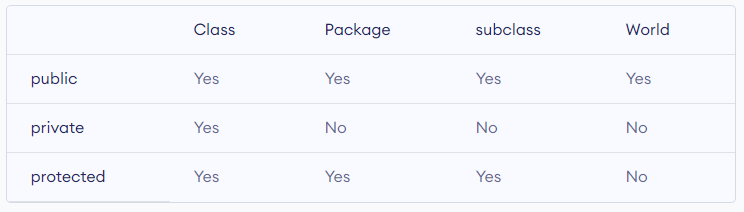 Class Package subclass World
public Yes Yes Yes Yes
private Yes No No No
protected Yes Yes Yes No